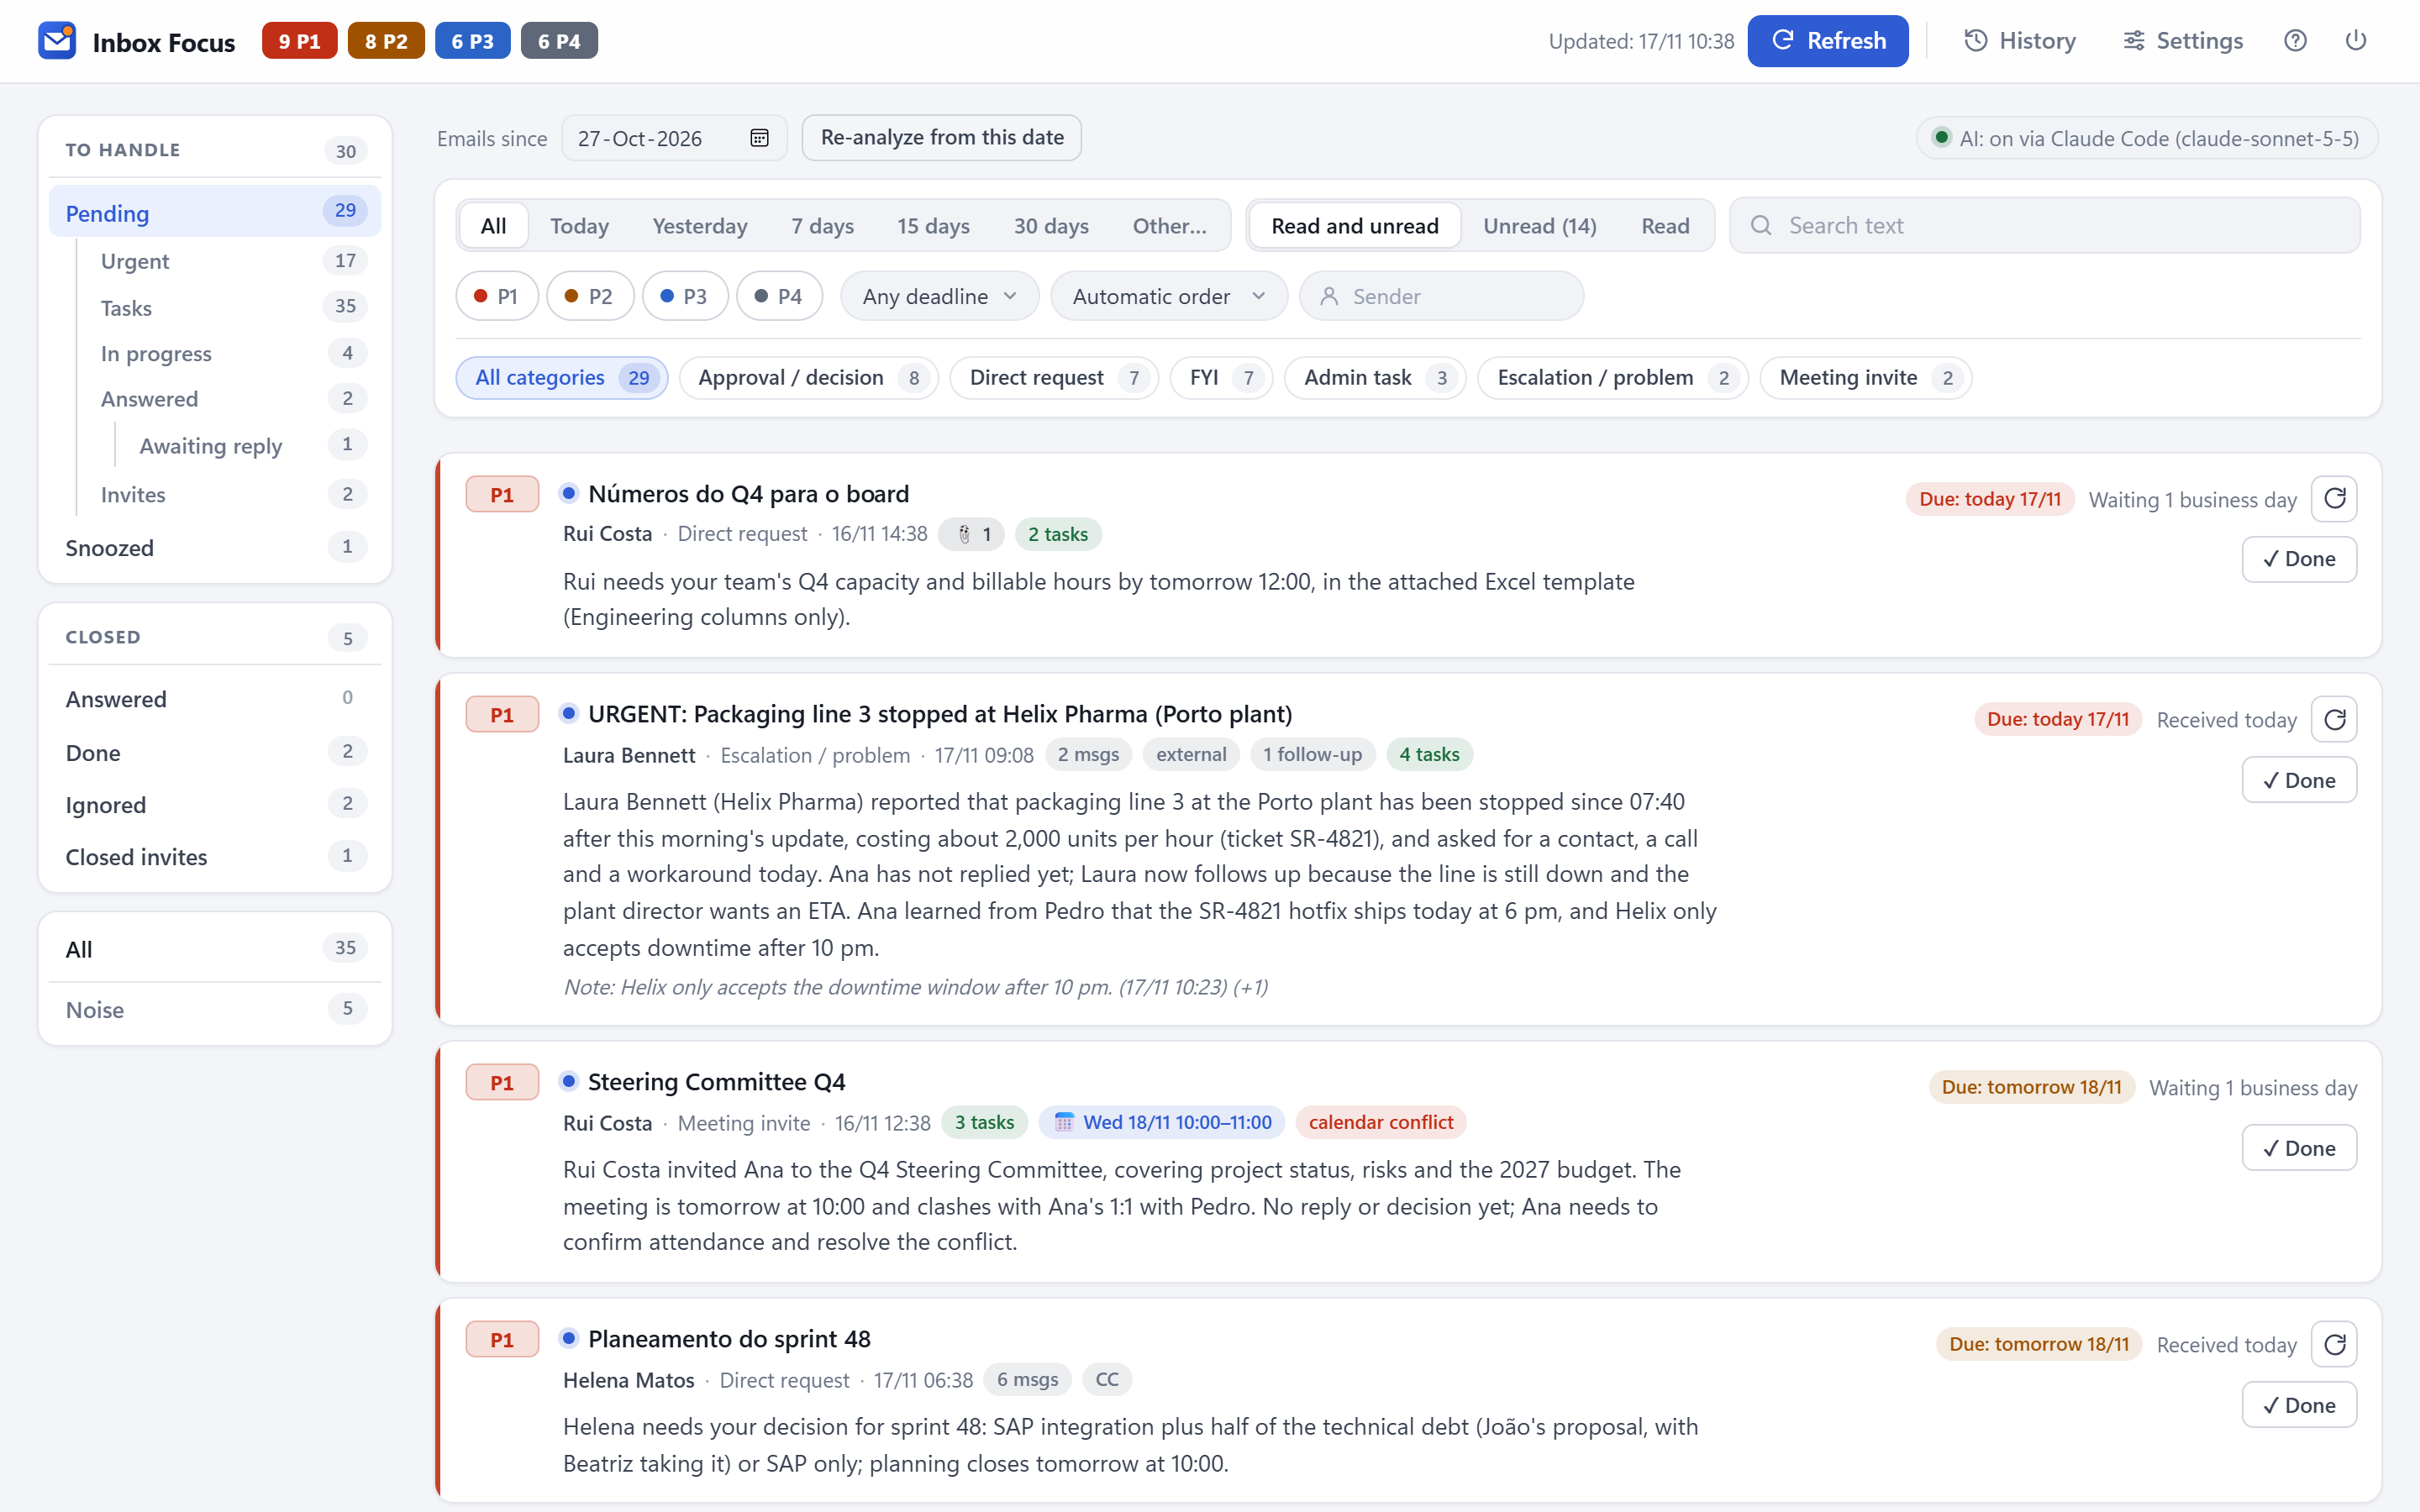 Inbox Focus 9 P1 8 P2 6 P3 6 P4 Updated: 17/11 10:38 Refresh History Settings
TO HANDLE 30
Pending 29
Urgent 17
Tasks 35
In progress 4
Answered 2
Awaiting reply 1
Invites 2
Snoozed 1
CLOSED 5
Answered 0
Done 2
Ignored 2
Closed invites 1
All 35
Noise 5
Emails since 27-Oct-2026 Re-analyze from this date AI: on via Claude Code (claude-sonnet-5-5)
All Today Yesterday 7 days 15 days 30 days Other... Read and unread Unread (14) Read Search text
P1 P2 P3 P4 Any deadline Automatic order Sender
All categories 29 Approval / decision 8 Direct request 7 FYI 7 Admin task 3 Escalation / problem 2 Meeting invite 2
P1 Números do Q4 para o board Due: today 17/11 Waiting 1 business day
Rui Costa · Direct request · 16/11 14:38 1 2 tasks
✓ Done
Rui needs your team's Q4 capacity and billable hours by tomorrow 12:00, in the attached Excel template
(Engineering columns only).
P1 URGENT: Packaging line 3 stopped at Helix Pharma (Porto plant) Due: today 17/11 Received today
Laura Bennett · Escalation / problem · 17/11 09:08 2 msgs external 1 follow-up 4 tasks
✓ Done
Laura Bennett (Helix Pharma) reported that packaging line 3 at the Porto plant has been stopped since 07:40
after this morning's update, costing about 2,000 units per hour (ticket SR-4821), and asked for a contact, a call
and a workaround today. Ana has not replied yet; Laura now follows up because the line is still down and the
plant director wants an ETA. Ana learned from Pedro that the SR-4821 hotfix ships today at 6 pm, and Helix only
accepts downtime after 10 pm.
Note: Helix only accepts the downtime window after 10 pm. (17/11 10:23) (+1)
P1 Steering Committee Q4 Due: tomorrow 18/11 Waiting 1 business day
Rui Costa · Meeting invite · 16/11 12:38 3 tasks Wed 18/11 10:00–11:00 calendar conflict
✓ Done
Rui Costa invited Ana to the Q4 Steering Committee, covering project status, risks and the 2027 budget. The
meeting is tomorrow at 10:00 and clashes with Ana's 1:1 with Pedro. No reply or decision yet; Ana needs to
confirm attendance and resolve the conflict.
P1 Planeamento do sprint 48 Due: tomorrow 18/11 Received today
Helena Matos · Direct request · 17/11 06:38 6 msgs CC
✓ Done
Helena needs your decision for sprint 48: SAP integration plus half of the technical debt (João's proposal, with
Beatriz taking it) or SAP only; planning closes tomorrow at 10:00.